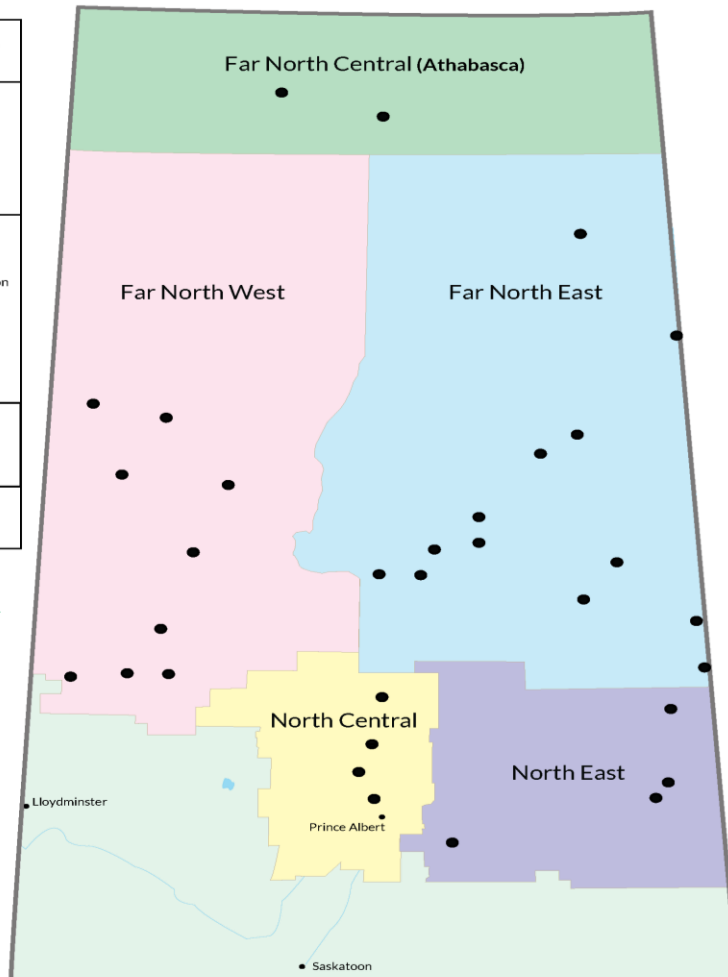 Far North Central (Athabasca)
Far North West
Far North East
North Central
North East
Lloydminster
Prince Albert
Saskatoon